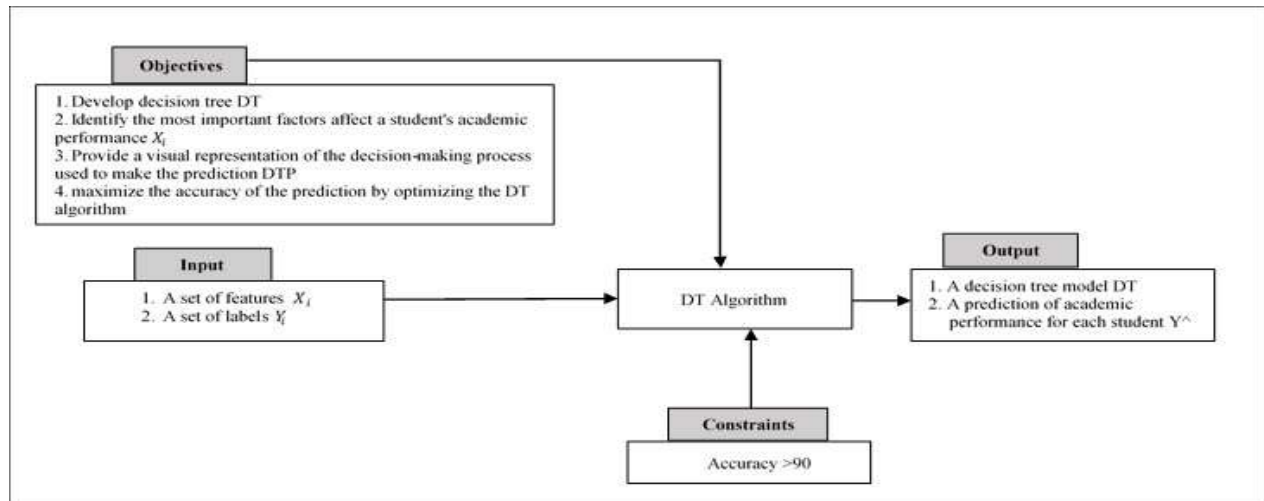 Objectives
1. Develop decision tree DT
2. Identify the most important factors affect a student's academic
performance Xi
3. Provide a visual representation of the decision-making process
used to make the prediction DTP
4. maximize the accuracy of the prediction by optimizing the DT
algorithm
Input
1. A set of features Xi
2. A set of labels Yi
DT Algorithm
Output
1. A decision tree model DT
2. A prediction of academic
performance for each student Y^
Constraints
Accuracy >90